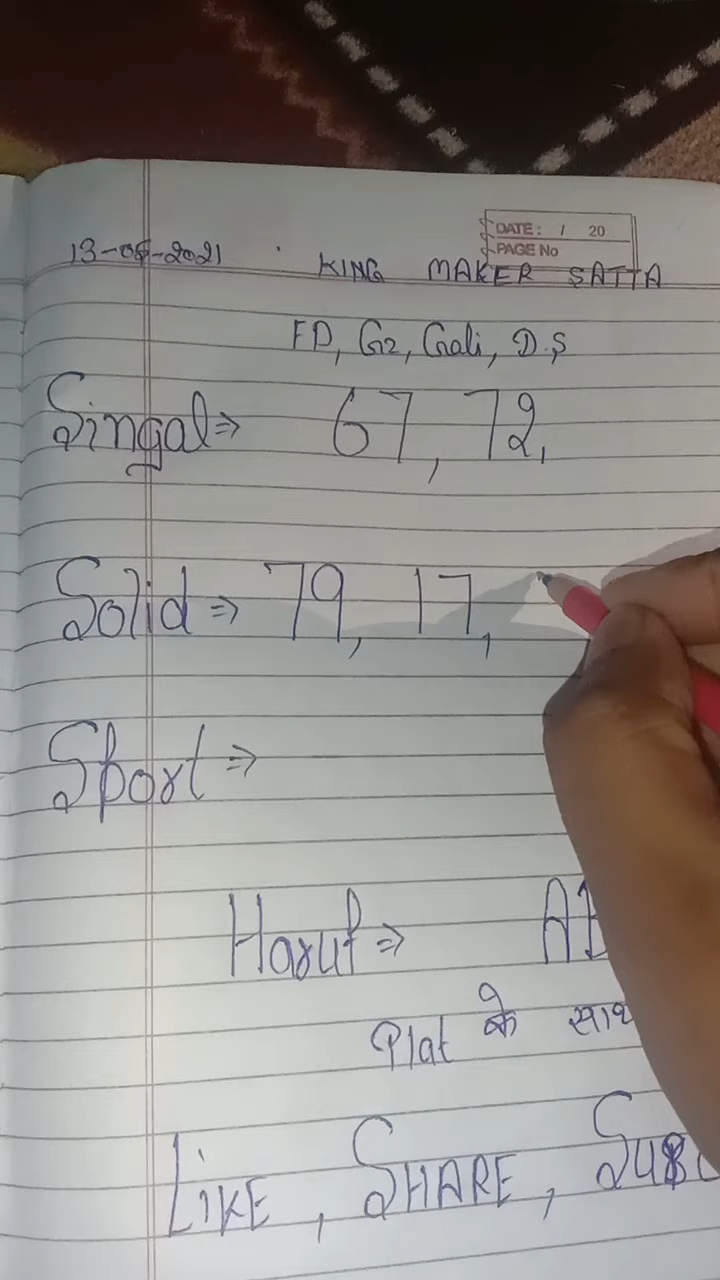 DATE: / 20
PAGE No
13-06-2021 KING MAKER SATTA
FD, GZ, Gali, D.S
Singal⇒ 67, 72,
Solid⇒ 79, 17,
Sport⇒
Haruf⇒
Plat के साथ
LIKE, SHARE,